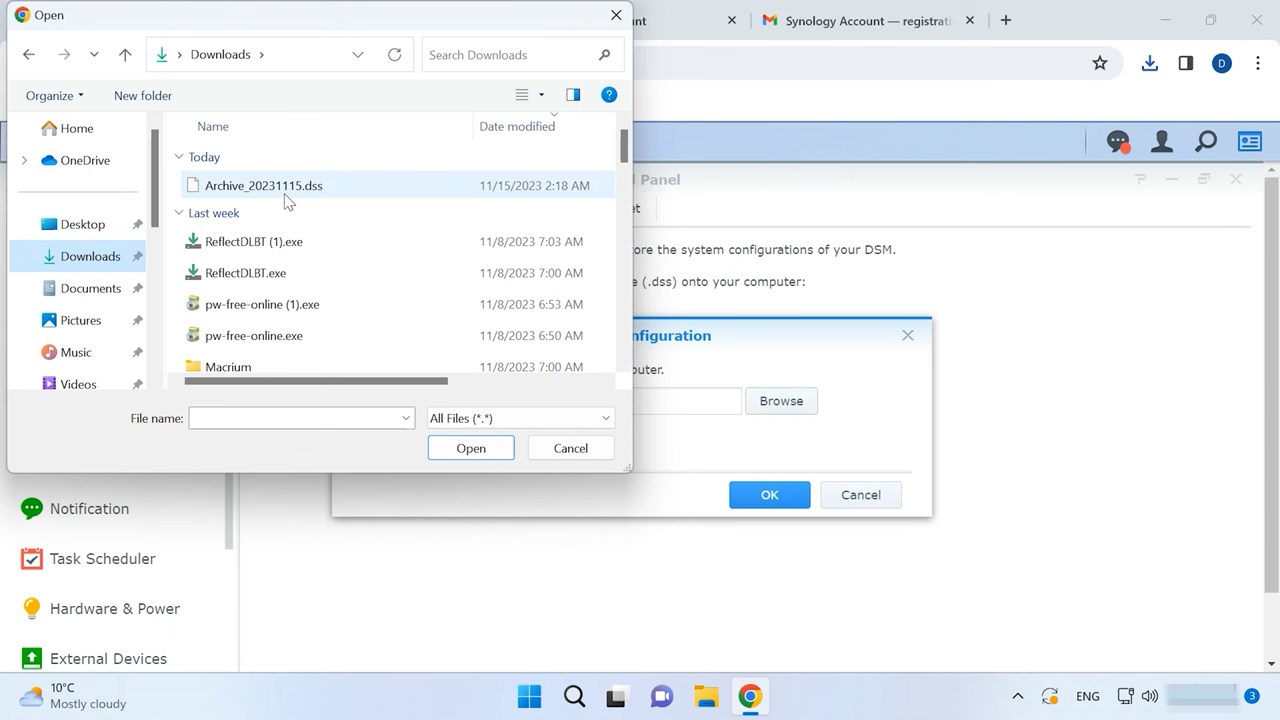 Open
nt
Synology Account — registrati
Downloads
Search Downloads
D
Organize
New folder
Home
OneDrive
Desktop
Downloads
Documents
Pictures
Music
Videos
Name
Date modified
Today
Archive_20231115.dss 11/15/2023 2:18 AM
Last week
ReflectDLBT (1).exe 11/8/2023 7:03 AM
ReflectDLBT.exe 11/8/2023 7:00 AM
pw-free-online (1).exe 11/8/2023 6:53 AM
pw-free-online.exe 11/8/2023 6:50 AM
Macrium 11/8/2023 7:00 AM
File name:
All Files (*.*)
Open
Cancel
l Panel
et
tore the system configurations of your DSM.
e (.dss) onto your computer:
nfiguration
puter.
Browse
OK
Cancel
Notification
Task Scheduler
Hardware & Power
External Devices
10°C
Mostly cloudy
ENG
3